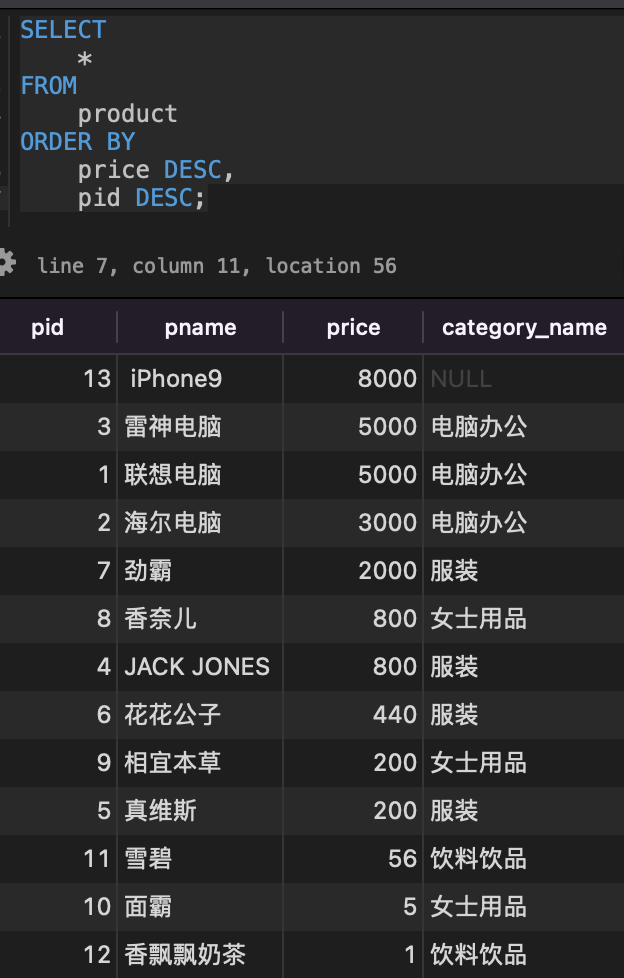 SELECT
*
FROM
product
ORDER BY
price DESC,
pid DESC;
line 7, column 11, location 56
pid pname price category_name
13 iPhone9 8000 NULL
3 雷神电脑 5000 电脑办公
1 联想电脑 5000 电脑办公
2 海尔电脑 3000 电脑办公
7 劲霸 2000 服装
8 香奈儿 800 女士用品
4 JACK JONES 800 服装
6 花花公子 440 服装
9 相宜本草 200 女士用品
5 真维斯 200 服装
11 雪碧 56 饮料饮品
10 面霸 5 女士用品
12 香飘飘奶茶 1 饮料饮品